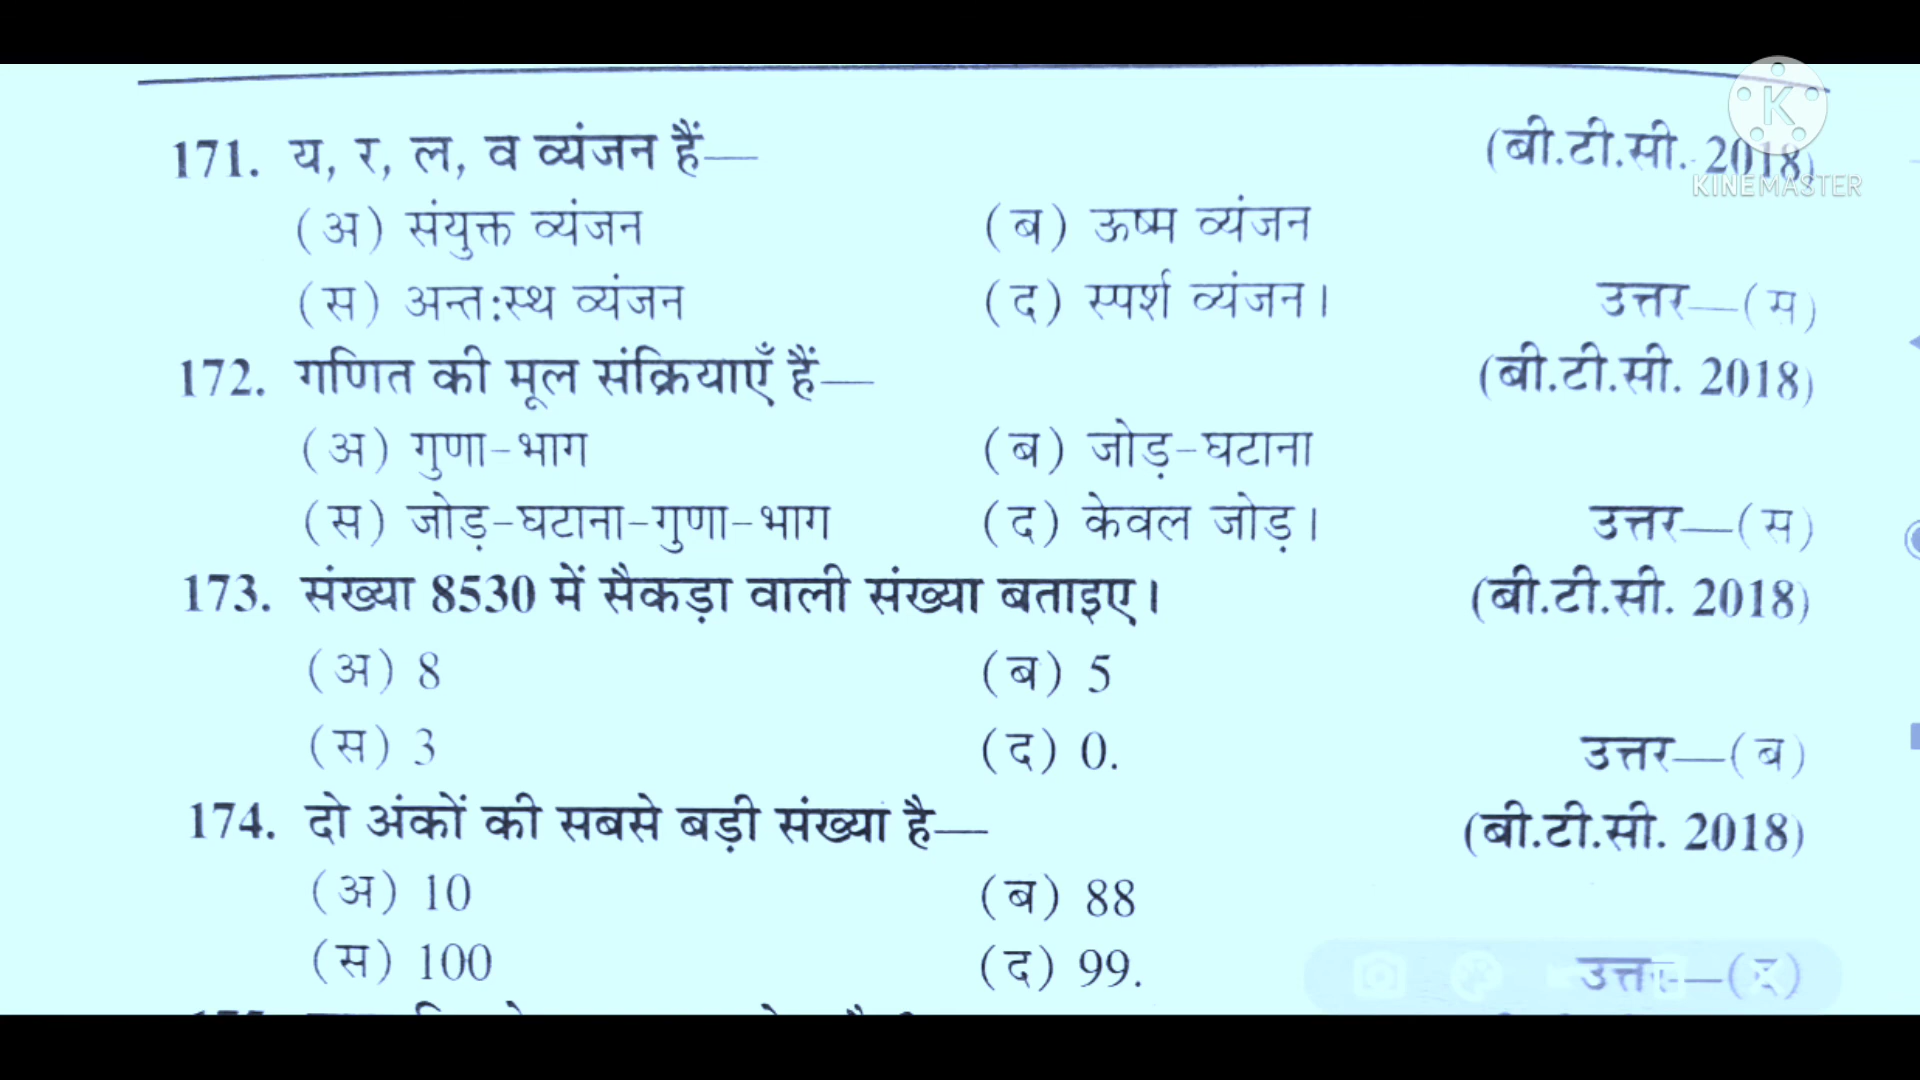 171. य, र, ल, व व्यंजन हैं— (बी.टी.सी. 2018)
KINEMASTER
(अ) संयुक्त व्यंजन (ब) ऊष्म व्यंजन
(स) अन्त:स्थ व्यंजन (द) स्पर्श व्यंजन। उत्तर—(स)
172. गणित की मूल संक्रियाएँ हैं— (बी.टी.सी. 2018)
(अ) गुणा-भाग (ब) जोड़-घटाना
(स) जोड़-घटाना-गुणा-भाग (द) केवल जोड़। उत्तर—(स)
173. संख्या 8530 में सैकड़ा वाली संख्या बताइए। (बी.टी.सी. 2018)
(अ) 8 (ब) 5
(स) 3 (द) 0. उत्तर—(ब)
174. दो अंकों की सबसे बड़ी संख्या है— (बी.टी.सी. 2018)
(अ) 10 (ब) 88
(स) 100 (द) 99. उत्तर—(द)